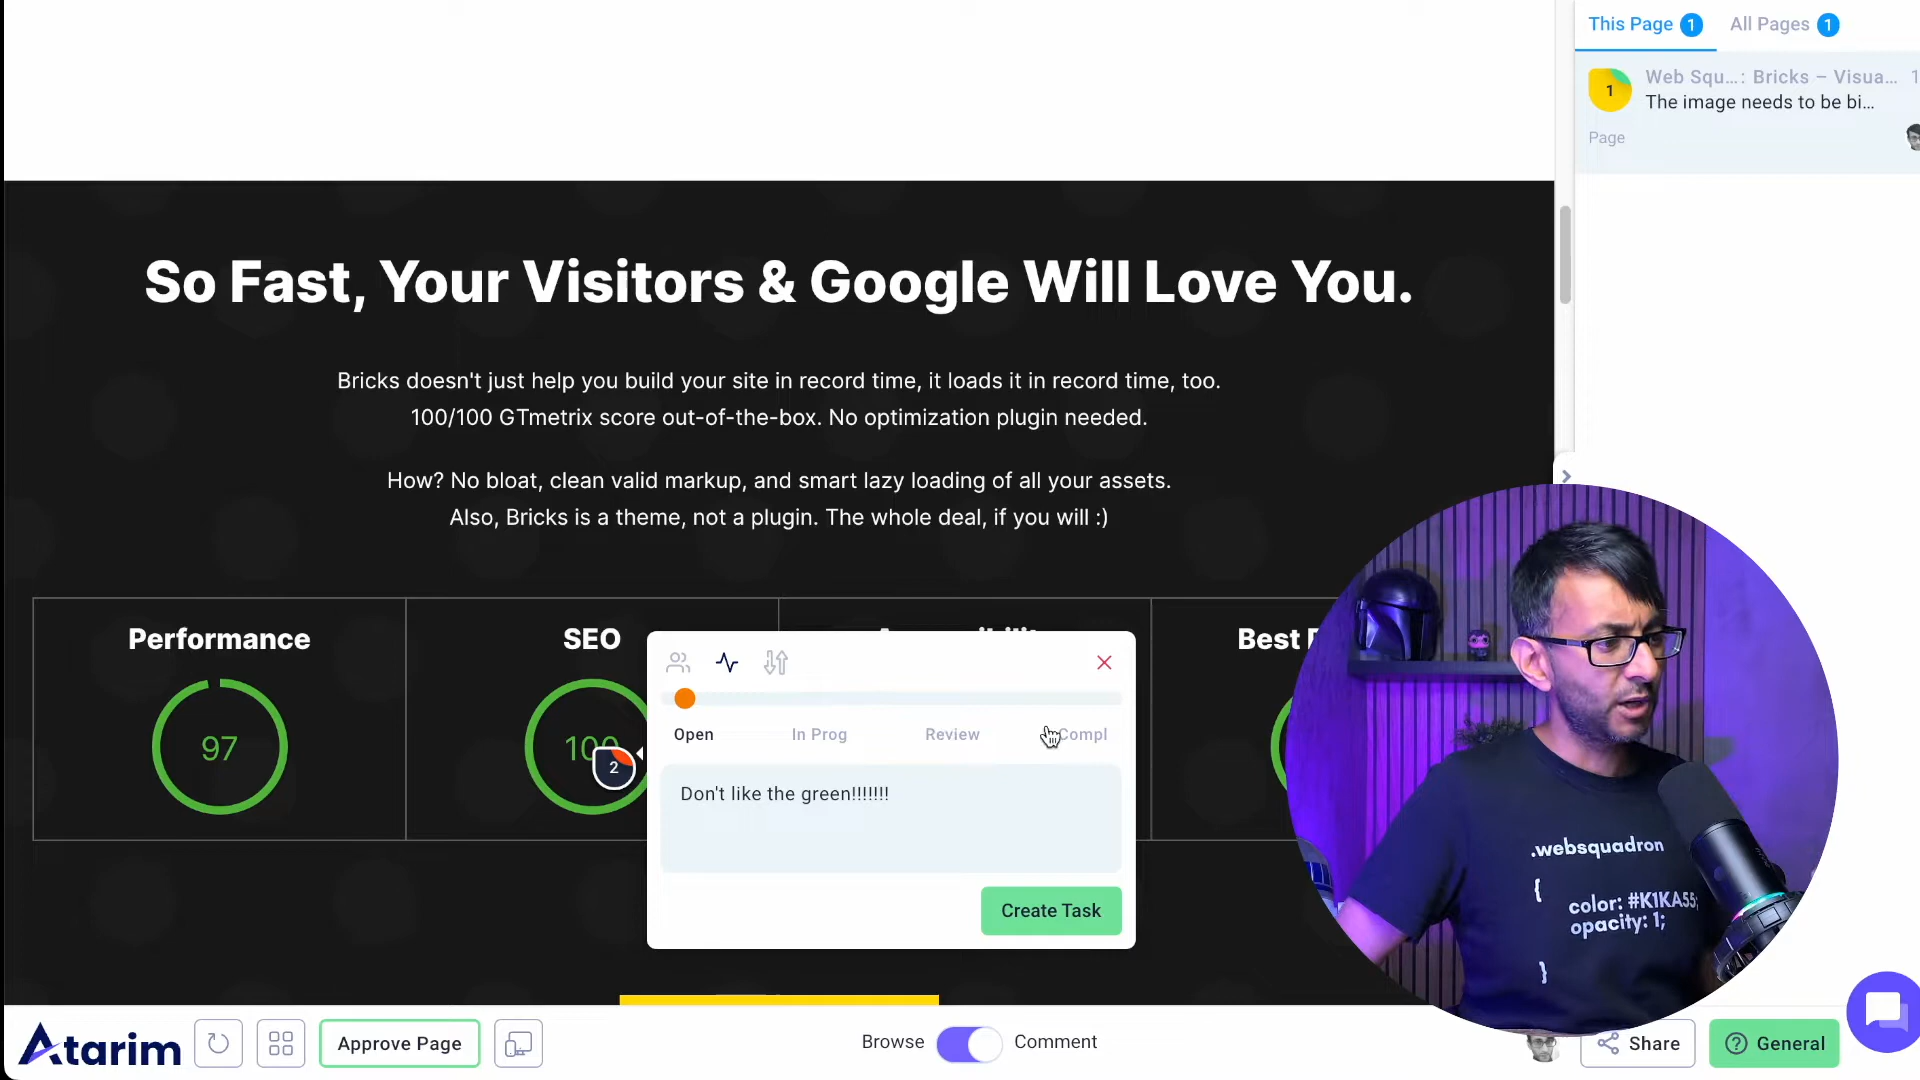 This Page 1
All Pages 1
1
Web Squ...: Bricks – Visua...
The image needs to be bi...
Page
So Fast, Your Visitors & Google Will Love You.
Bricks doesn't just help you build your site in record time, it loads it in record time, too.
100/100 GTmetrix score out-of-the-box. No optimization plugin needed.
How? No bloat, clean valid markup, and smart lazy loading of all your assets.
Also, Bricks is a theme, not a plugin. The whole deal, if you will :)
Performance
SEO
Best
97
100
2
Open
In Prog
Review
Compl
Don't like the green!!!!!!!
Create Task
.websquadron
{
color: #K1KA55;
opacity: 1;
}
Atarim
Approve Page
Browse
Comment
Share
General